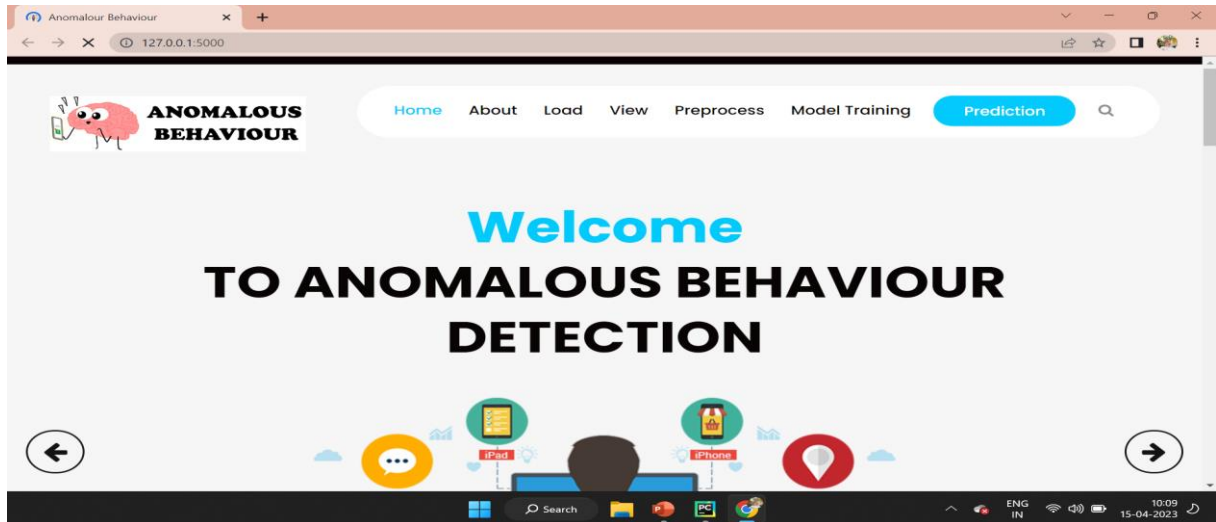 Anomalour Behaviour
127.0.0.1:5000
ANOMALOUS
BEHAVIOUR
Home About Load View Preprocess Model Training Prediction
Welcome
TO ANOMALOUS BEHAVIOUR
DETECTION
iPad iPhone
PC
Search
ENG
IN
10:09
15-04-2023